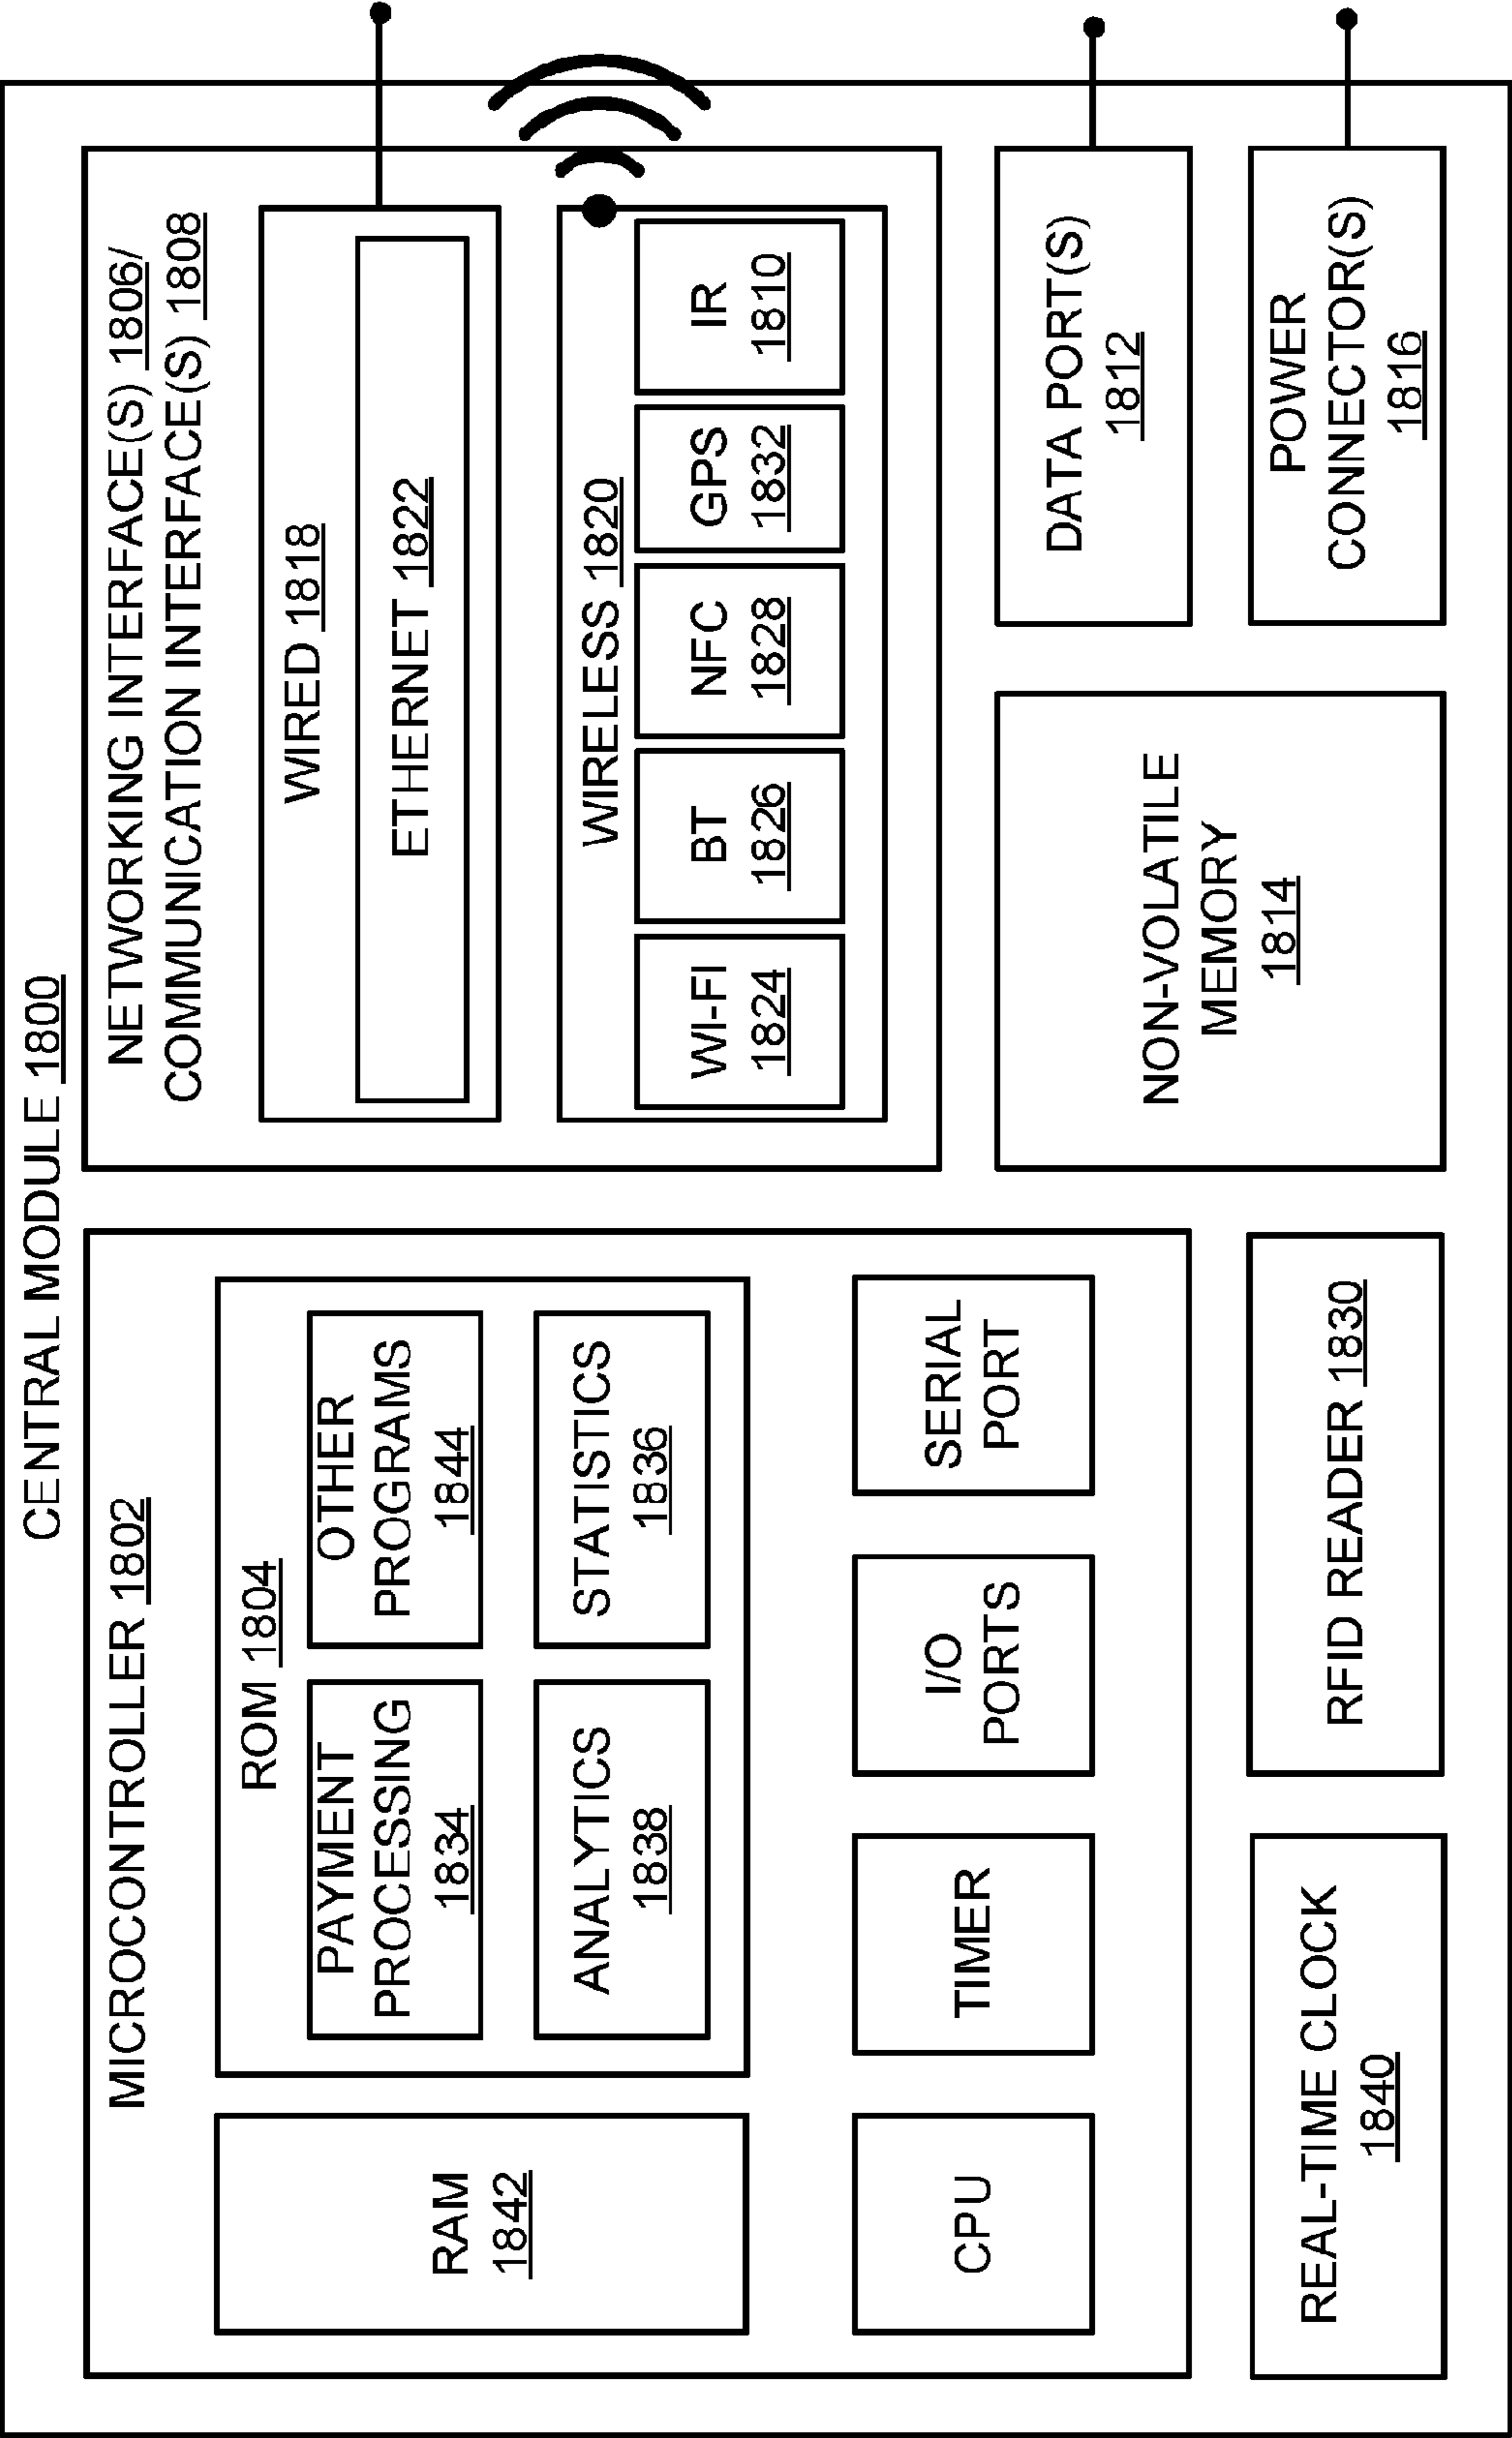 CENTRAL MODULE 1800
MICROCONTROLLER 1802
RAM
1842
ROM 1804
PAYMENT
PROCESSING
1834
OTHER
PROGRAMS
1844
ANALYTICS
1838
STATISTICS
1836
CPU
TIMER
I/O
PORTS
SERIAL
PORT
REAL-TIME CLOCK
1840
RFID READER 1830
NETWORKING INTERFACE(S) 1806/
COMMUNICATION INTERFACE(S) 1808
WIRED 1818
ETHERNET 1822
WIRELESS 1820
WI-FI
1824
BT
1826
NFC
1828
GPS
1832
IR
1810
NON-VOLATILE
MEMORY
1814
DATA PORT(S)
1812
POWER
CONNECTOR(S)
1816